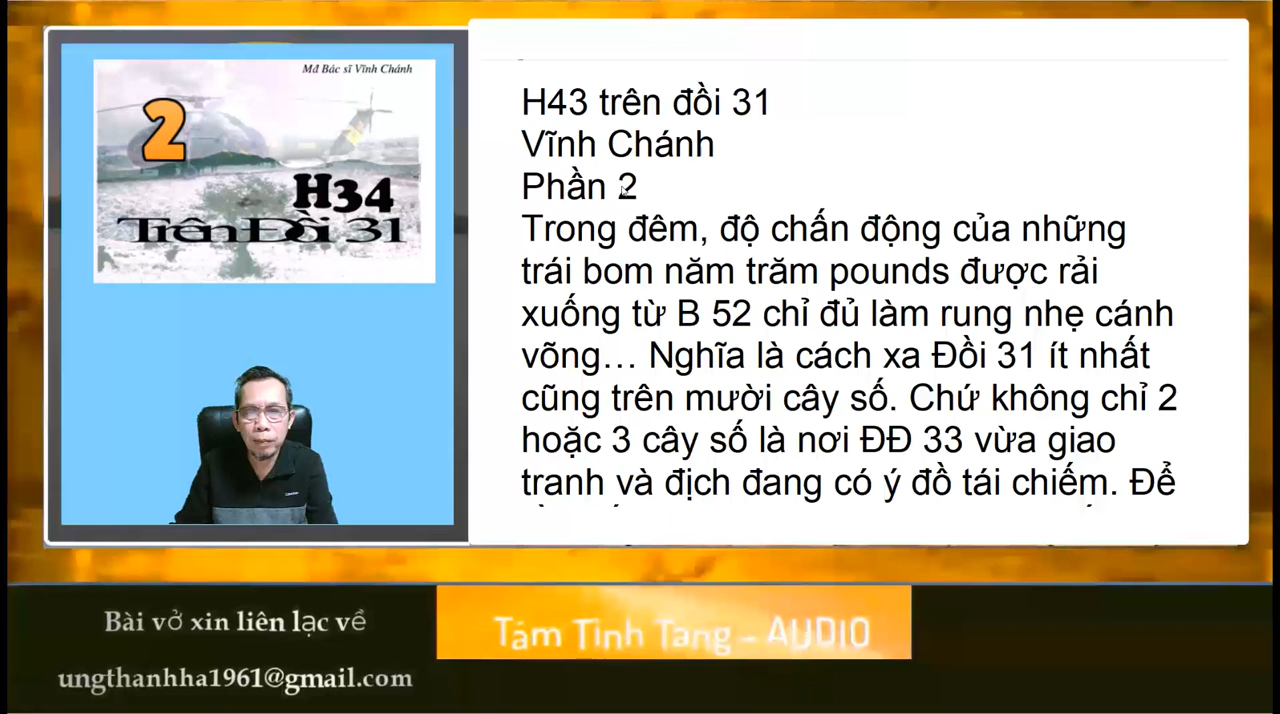 Mđ Bác sĩ Vĩnh Chánh
2
H34
Trên Đồi 31
H43 trên đồi 31
Vĩnh Chánh
Phần 2
Trong đêm, độ chấn động của những
trái bom năm trăm pounds được rải
xuống từ B 52 chỉ đủ làm rung nhẹ cánh
võng… Nghĩa là cách xa Đồi 31 ít nhất
cũng trên mười cây số. Chứ không chỉ 2
hoặc 3 cây số là nơi ĐĐ 33 vừa giao
tranh và địch đang có ý đồ tái chiếm. Để
Bài vở xin liên lạc về
ungthanhha1961@gmail.com
Tâm Tình Tang - AUDIO